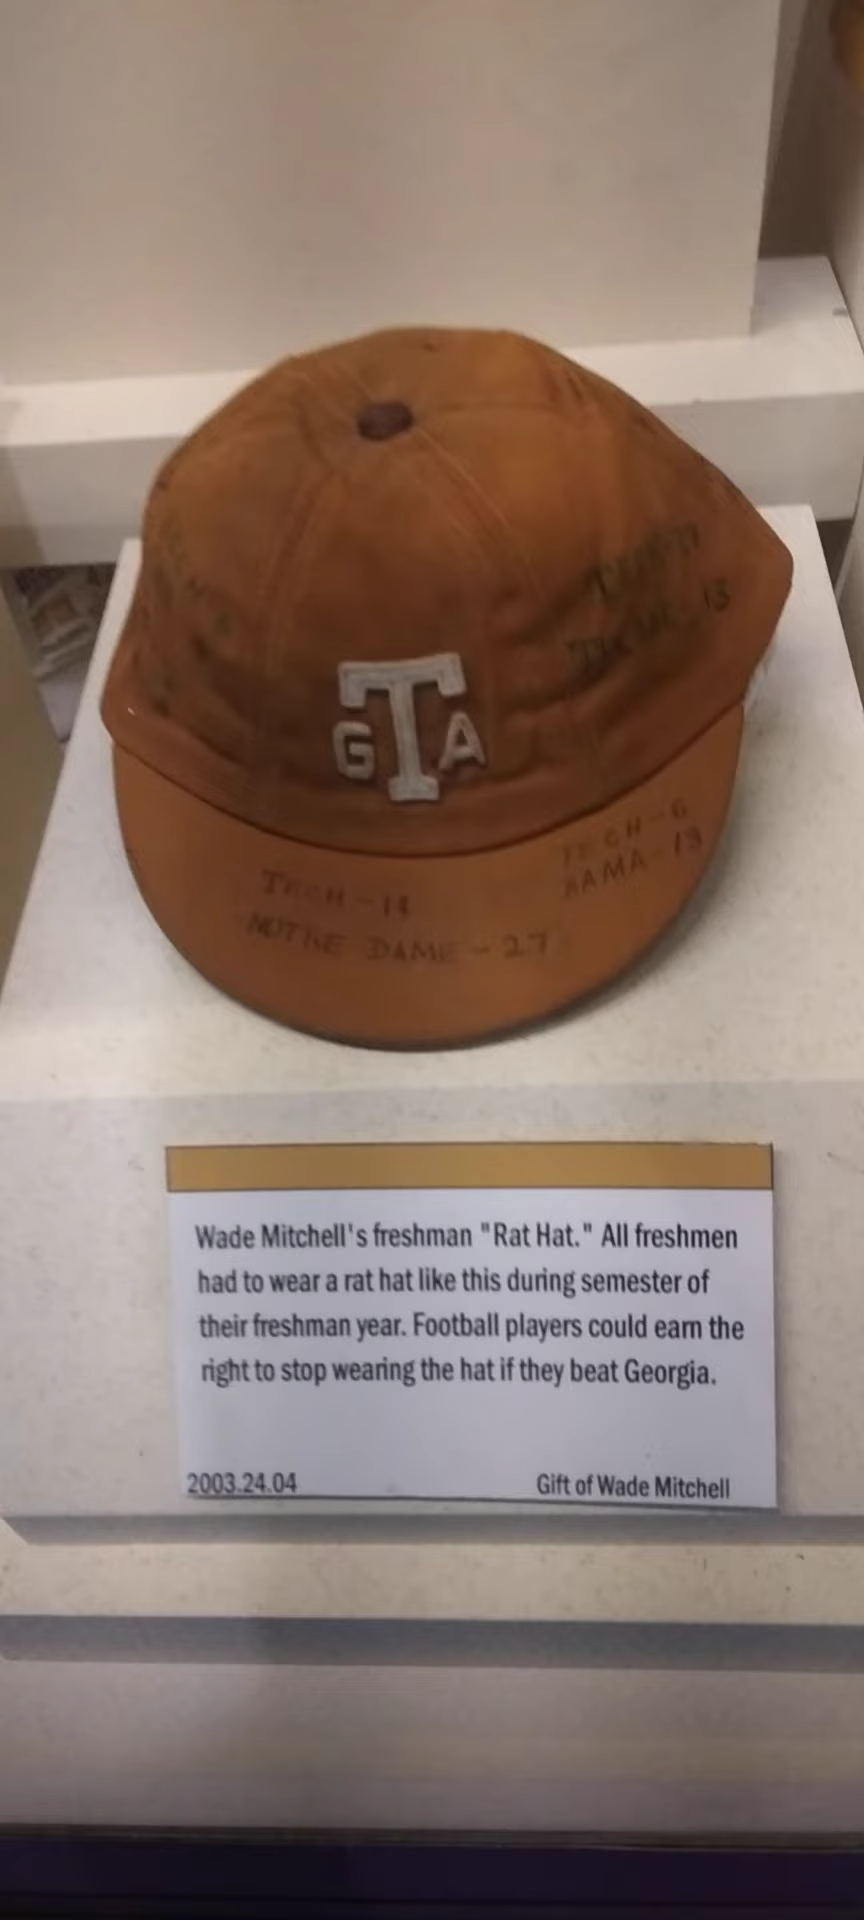 G T A
TECH-6
BAMA-13
TECH-14
NOTRE DAME-27
Wade Mitchell's freshman "Rat Hat." All freshmen
had to wear a rat hat like this during semester of
their freshman year. Football players could earn the
right to stop wearing the hat if they beat Georgia.
2003.24.04
Gift of Wade Mitchell